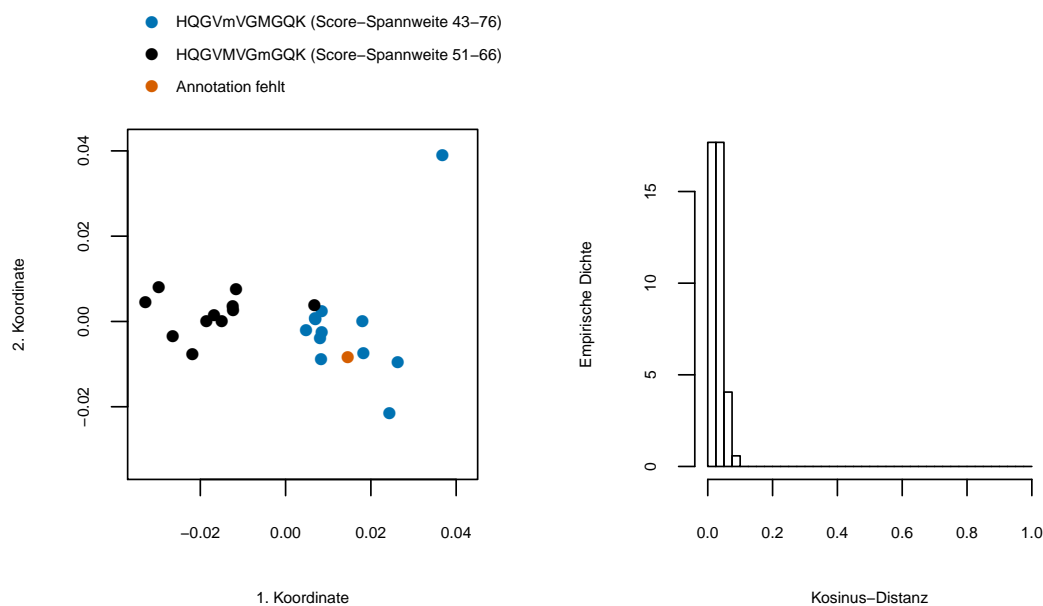 HQGVmVGMGQK (Score−Spannweite 43−76)
HQGVMVGmGQK (Score−Spannweite 51−66)
Annotation fehlt
2. Koordinate
0.04
0.02
0.00
−0.02
−0.02 0.00 0.02 0.04
1. Koordinate
Empirische Dichte
15
10
5
0
0.0 0.2 0.4 0.6 0.8 1.0
Kosinus−Distanz